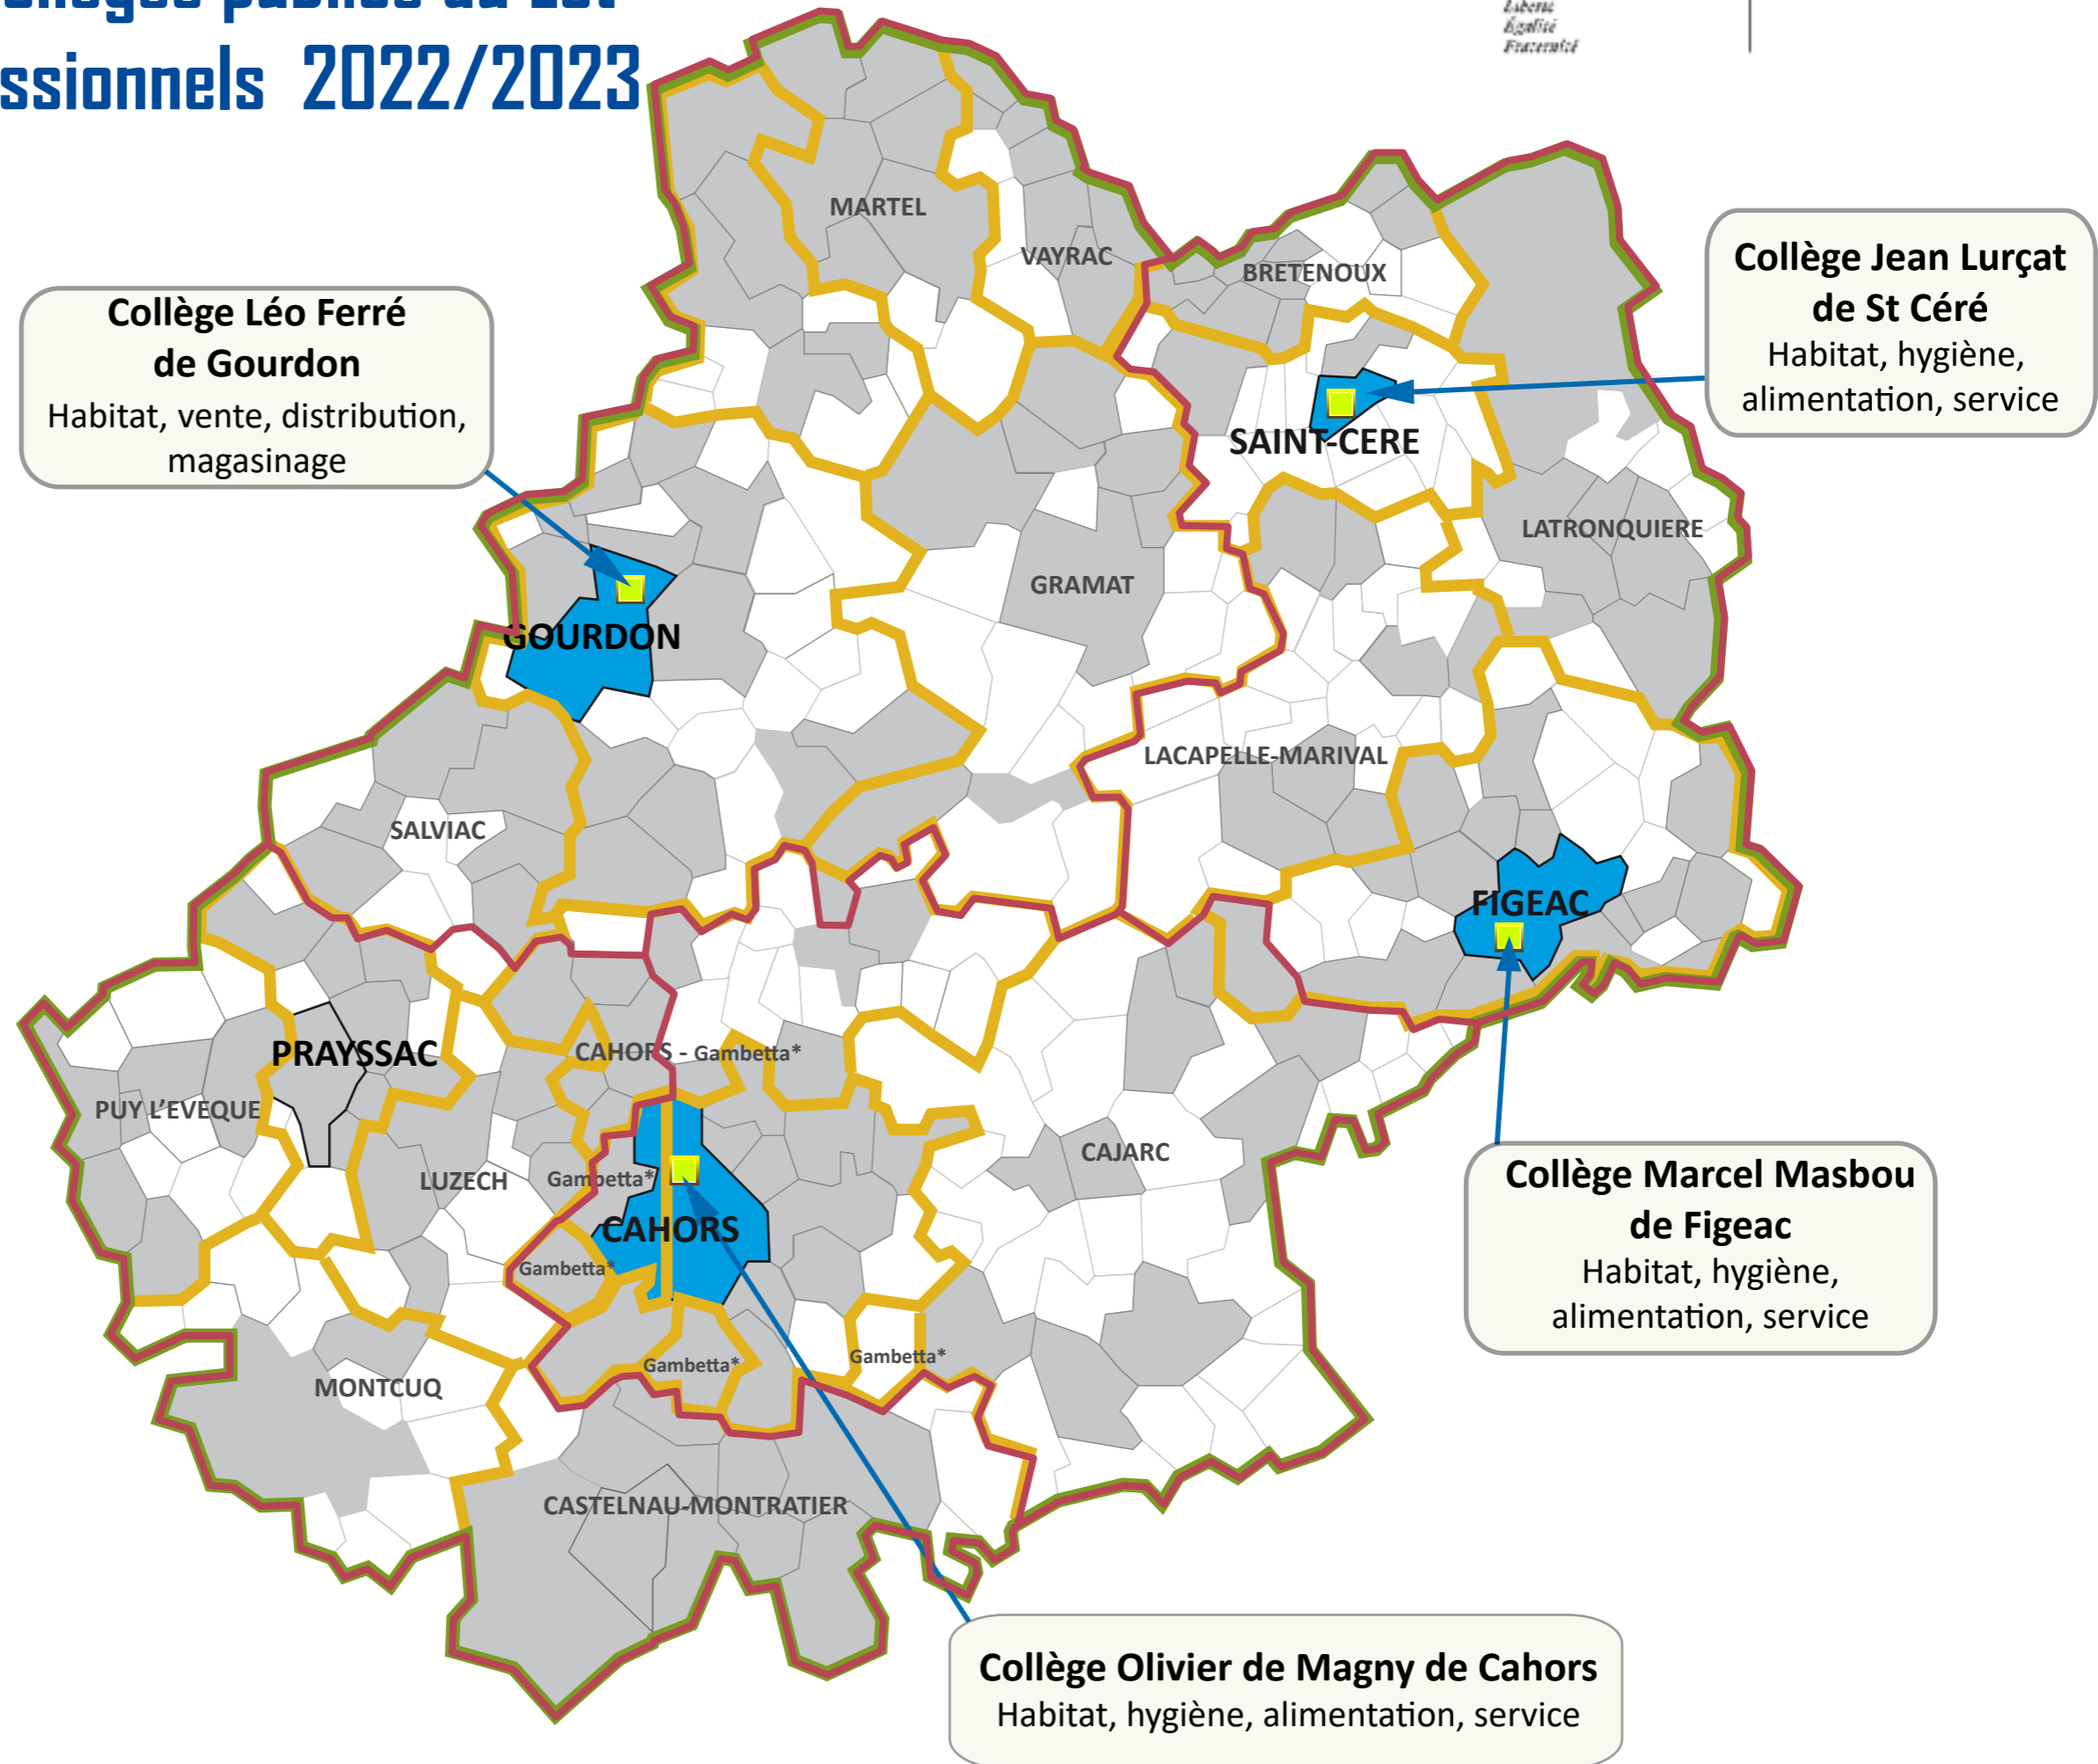 ssionnels 2022/2023
Liberté
Égalité
Fraternité
MARTEL
VAYRAC
BRETENOUX
Collège Jean Lurçat
de St Céré
Habitat, hygiène,
alimentation, service
Collège Léo Ferré
de Gourdon
Habitat, vente, distribution,
magasinage
SAINT-CERE
LATRONQUIERE
GRAMAT
GOURDON
LACAPELLE-MARIVAL
SALVIAC
FIGEAC
PRAYSSAC
CAHORS - Gambetta*
PUY L’EVEQUE
CAJARC
LUZECH
Gambetta*
CAHORS
Gambetta*
Collège Marcel Masbou
de Figeac
Habitat, hygiène,
alimentation, service
Gambetta*
Gambetta*
MONTCUQ
CASTELNAU-MONTRATIER
Collège Olivier de Magny de Cahors
Habitat, hygiène, alimentation, service